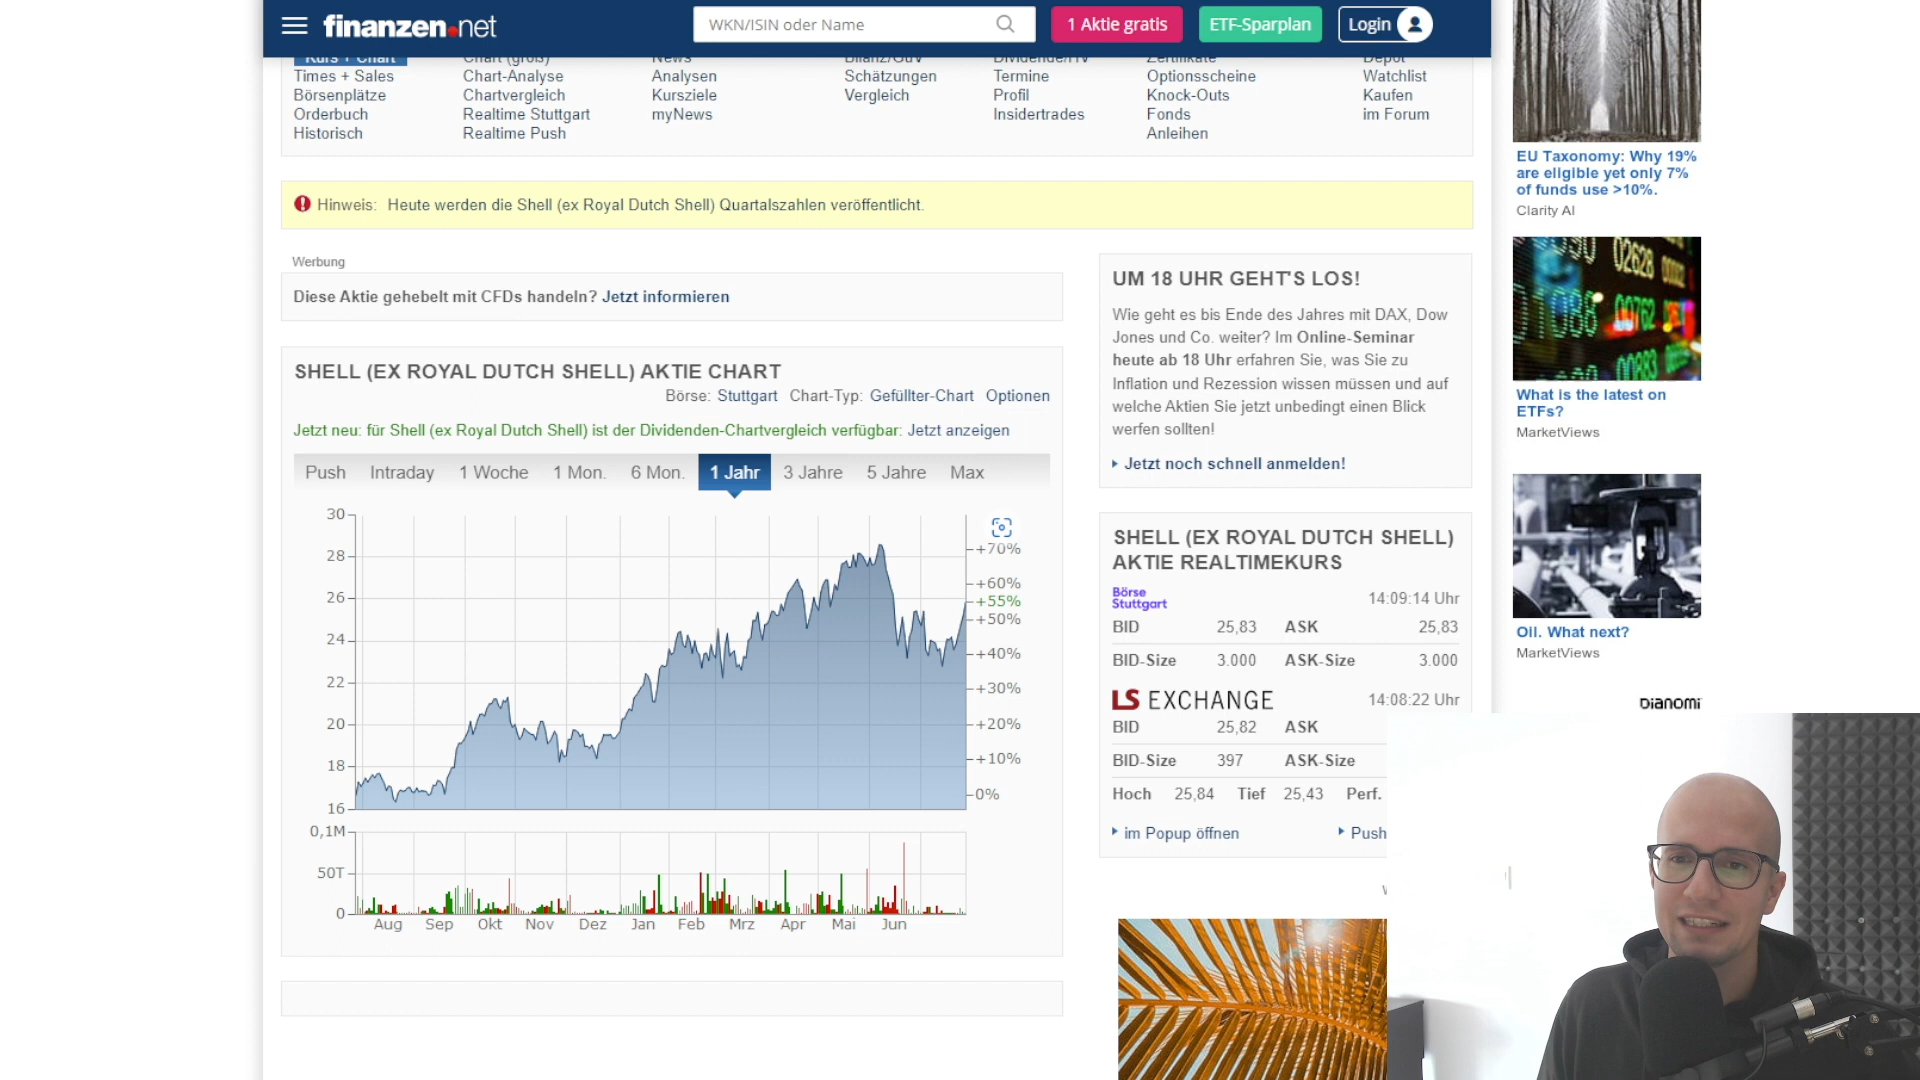 finanzen.net
WKN/ISIN oder Name
1 Aktie gratis
ETF-Sparplan
Login
Kurs + Chart
Chart (groß)
News
Bilanz/GuV
Dividende/HV
Zertifikate
Depot
Times + Sales
Chart-Analyse
Analysen
Schätzungen
Termine
Optionsscheine
Watchlist
Börsenplätze
Chartvergleich
Kursziele
Vergleich
Profil
Knock-Outs
Kaufen
Orderbuch
Realtime Stuttgart
myNews
Insidertrades
Fonds
im Forum
Historisch
Realtime Push
Anleihen
Hinweis: Heute werden die Shell (ex Royal Dutch Shell) Quartalszahlen veröffentlicht.
Werbung
Diese Aktie gehebelt mit CFDs handeln? Jetzt informieren
SHELL (EX ROYAL DUTCH SHELL) AKTIE CHART
Börse: Stuttgart Chart-Typ: Gefüllter-Chart Optionen
Jetzt neu: für Shell (ex Royal Dutch Shell) ist der Dividenden-Chartvergleich verfügbar: Jetzt anzeigen
Push Intraday 1 Woche 1 Mon. 6 Mon. 1 Jahr 3 Jahre 5 Jahre Max
30
28
26
24
22
20
18
16
+70%
+60%
+55%
+50%
+40%
+30%
+20%
+10%
0%
0,1M
50T
0
Aug Sep Okt Nov Dez Jan Feb Mrz Apr Mai Jun
UM 18 UHR GEHT'S LOS!
Wie geht es bis Ende des Jahres mit DAX, Dow
Jones und Co. weiter? Im Online-Seminar
heute ab 18 Uhr erfahren Sie, was Sie zu
Inflation und Rezession wissen müssen und auf
welche Aktien Sie jetzt unbedingt einen Blick
werfen sollten!
Jetzt noch schnell anmelden!
SHELL (EX ROYAL DUTCH SHELL)
AKTIE REALTIMEKURS
Börse
Stuttgart
14:09:14 Uhr
BID 25,83 ASK 25,83
BID-Size 3.000 ASK-Size 3.000
LS EXCHANGE
14:08:22 Uhr
BID 25,82 ASK
BID-Size 397 ASK-Size
Hoch 25,84 Tief 25,43 Perf.
im Popup öffnen
Push
EU Taxonomy: Why 19%
are eligible yet only 7%
of funds use >10%.
Clarity AI
02628
00762
What is the latest on
ETFs?
MarketViews
Oil. What next?
MarketViews
Dianomi